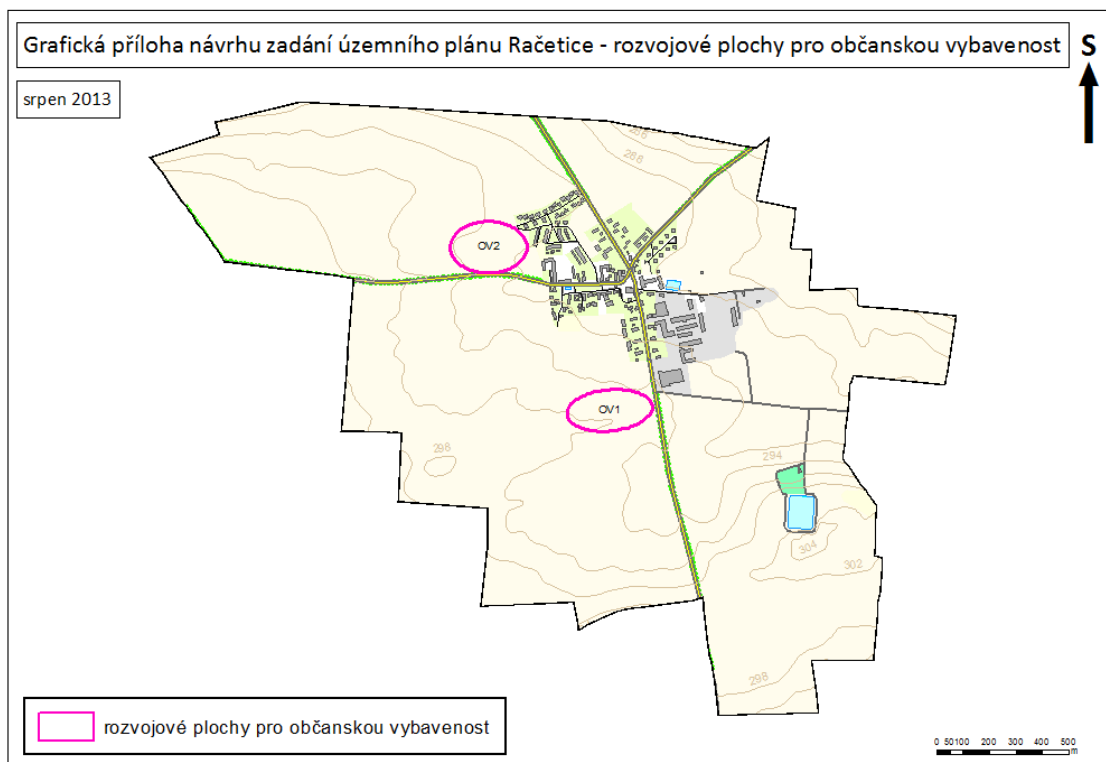 Grafická příloha návrhu zadání územního plánu Račetice - rozvojové plochy pro občanskou vybavenost
S
srpen 2013
286
288
OV2
OV1
298
294
304
302
298
rozvojové plochy pro občanskou vybavenost
0 50100 200 300 400 500
m